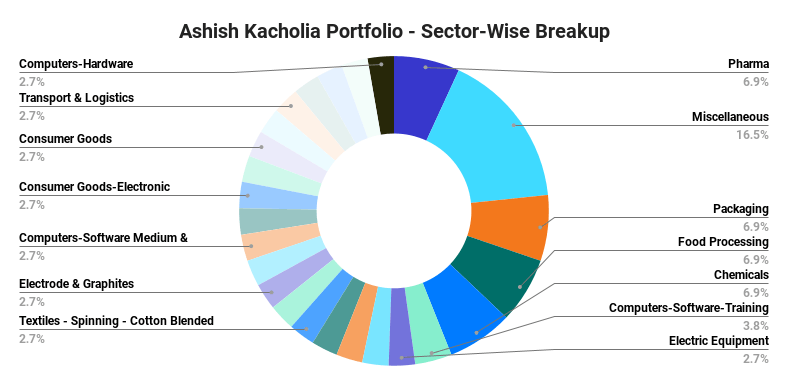 Ashish Kacholia Portfolio - Sector-Wise Breakup
Computers-Hardware
2.7%
Transport & Logistics
2.7%
Consumer Goods
2.7%
Consumer Goods-Electronic
2.7%
Computers-Software Medium &
2.7%
Electrode & Graphites
2.7%
Textiles - Spinning - Cotton Blended
2.7%
Pharma
6.9%
Miscellaneous
16.5%
Packaging
6.9%
Food Processing
6.9%
Chemicals
6.9%
Computers-Software-Training
3.8%
Electric Equipment
2.7%